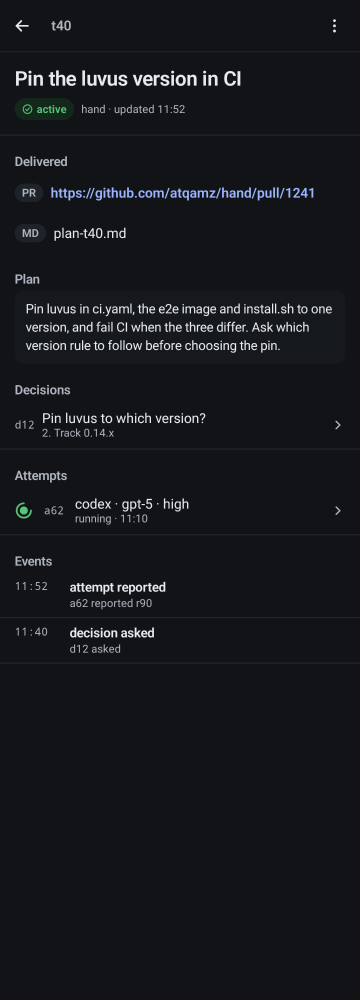 t40
Pin the luvus version in CI
active
hand · updated 11:52
Delivered
PR https://github.com/atqamz/hand/pull/1241
MD plan-t40.md
Plan
Pin luvus in ci.yaml, the e2e image and install.sh to one
version, and fail CI when the three differ. Ask which
version rule to follow before choosing the pin.
Decisions
d12 Pin luvus to which version?
2. Track 0.14.x
Attempts
a62 codex · gpt-5 · high
running · 11:10
Events
11:52 attempt reported
a62 reported r90
11:40 decision asked
d12 asked